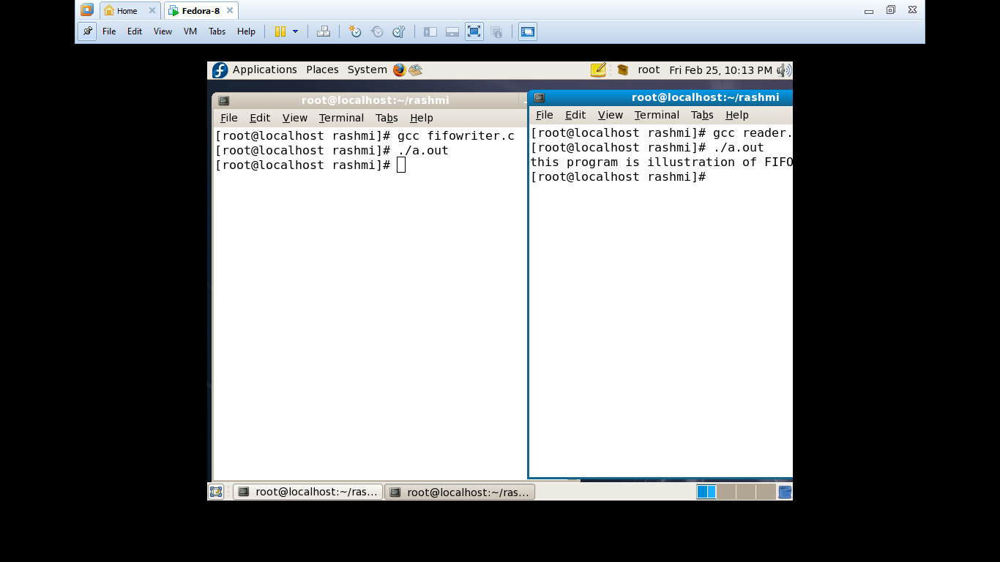 Home
Fedora-8
File Edit View VM Tabs Help
Applications Places System
root Fri Feb 25, 10:13 PM
root@localhost:~/rashmi
File Edit View Terminal Tabs Help
[root@localhost rashmi]# gcc fifowriter.c
[root@localhost rashmi]# ./a.out
[root@localhost rashmi]#
root@localhost:~/rashmi
File Edit View Terminal Tabs Help
[root@localhost rashmi]# gcc reader.
[root@localhost rashmi]# ./a.out
this program is illustration of FIFO
[root@localhost rashmi]#
root@localhost:~/ras...
root@localhost:~/ras...